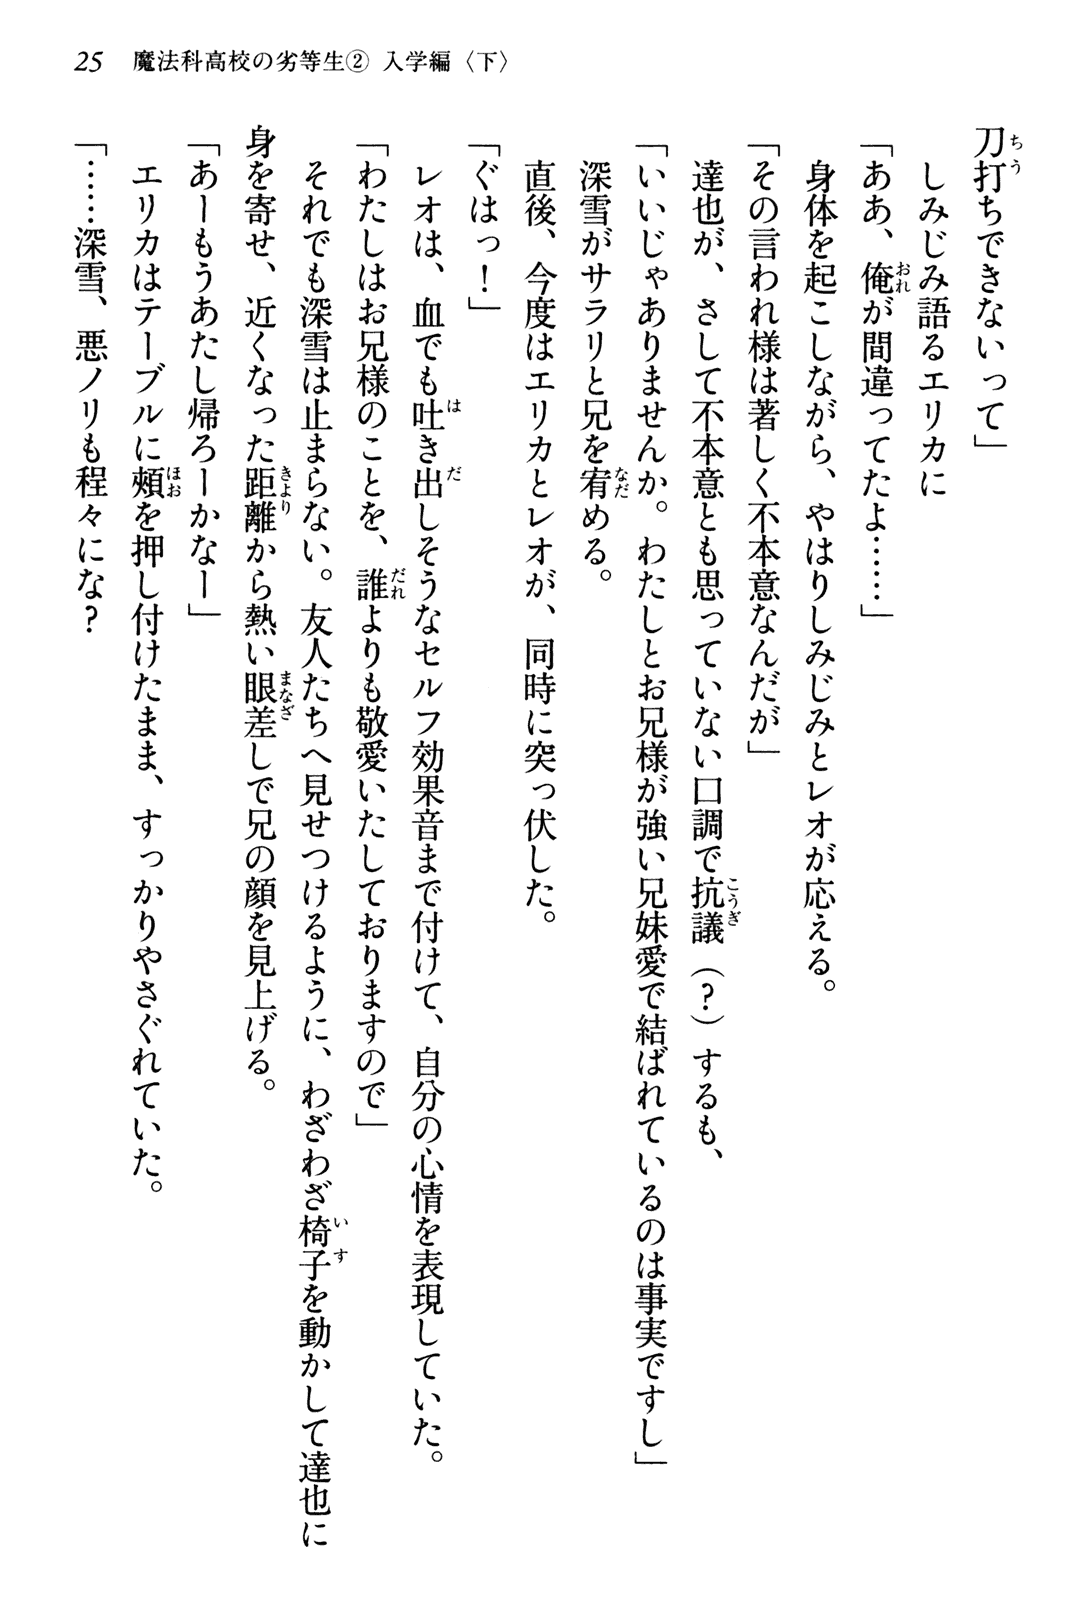 25 魔法科高校の劣等生② 入学編〈下〉
刀打ちできないって」
しみじみ語るエリカに
「ああ、俺が間違ってたよ……」
身体を起こしながら、やはりしみじみとレオが応える。
「その言われ様は著しく不本意なんだが」
達也が、さして不本意とも思っていない口調で抗議（？）するも、
「いいじゃありませんか。わたしとお兄様が強い兄妹愛で結ばれているのは事実ですし」
深雪がサラリと兄を宥める。
直後、今度はエリカとレオが、同時に突っ伏した。
「ぐはっ！」
レオは、血でも吐き出しそうなセルフ効果音まで付けて、自分の心情を表現していた。
「わたしはお兄様のことを、誰よりも敬愛いたしておりますので」
それでも深雪は止まらない。友人たちへ見せつけるように、わざわざ椅子を動かして達也に
身を寄せ、近くなった距離から熱い眼差しで兄の顔を見上げる。
「あーもうあたし帰ろーかなー」
エリカはテーブルに頰を押し付けたまま、すっかりやさぐれていた。
「……深雪、悪ノリも程々にな？